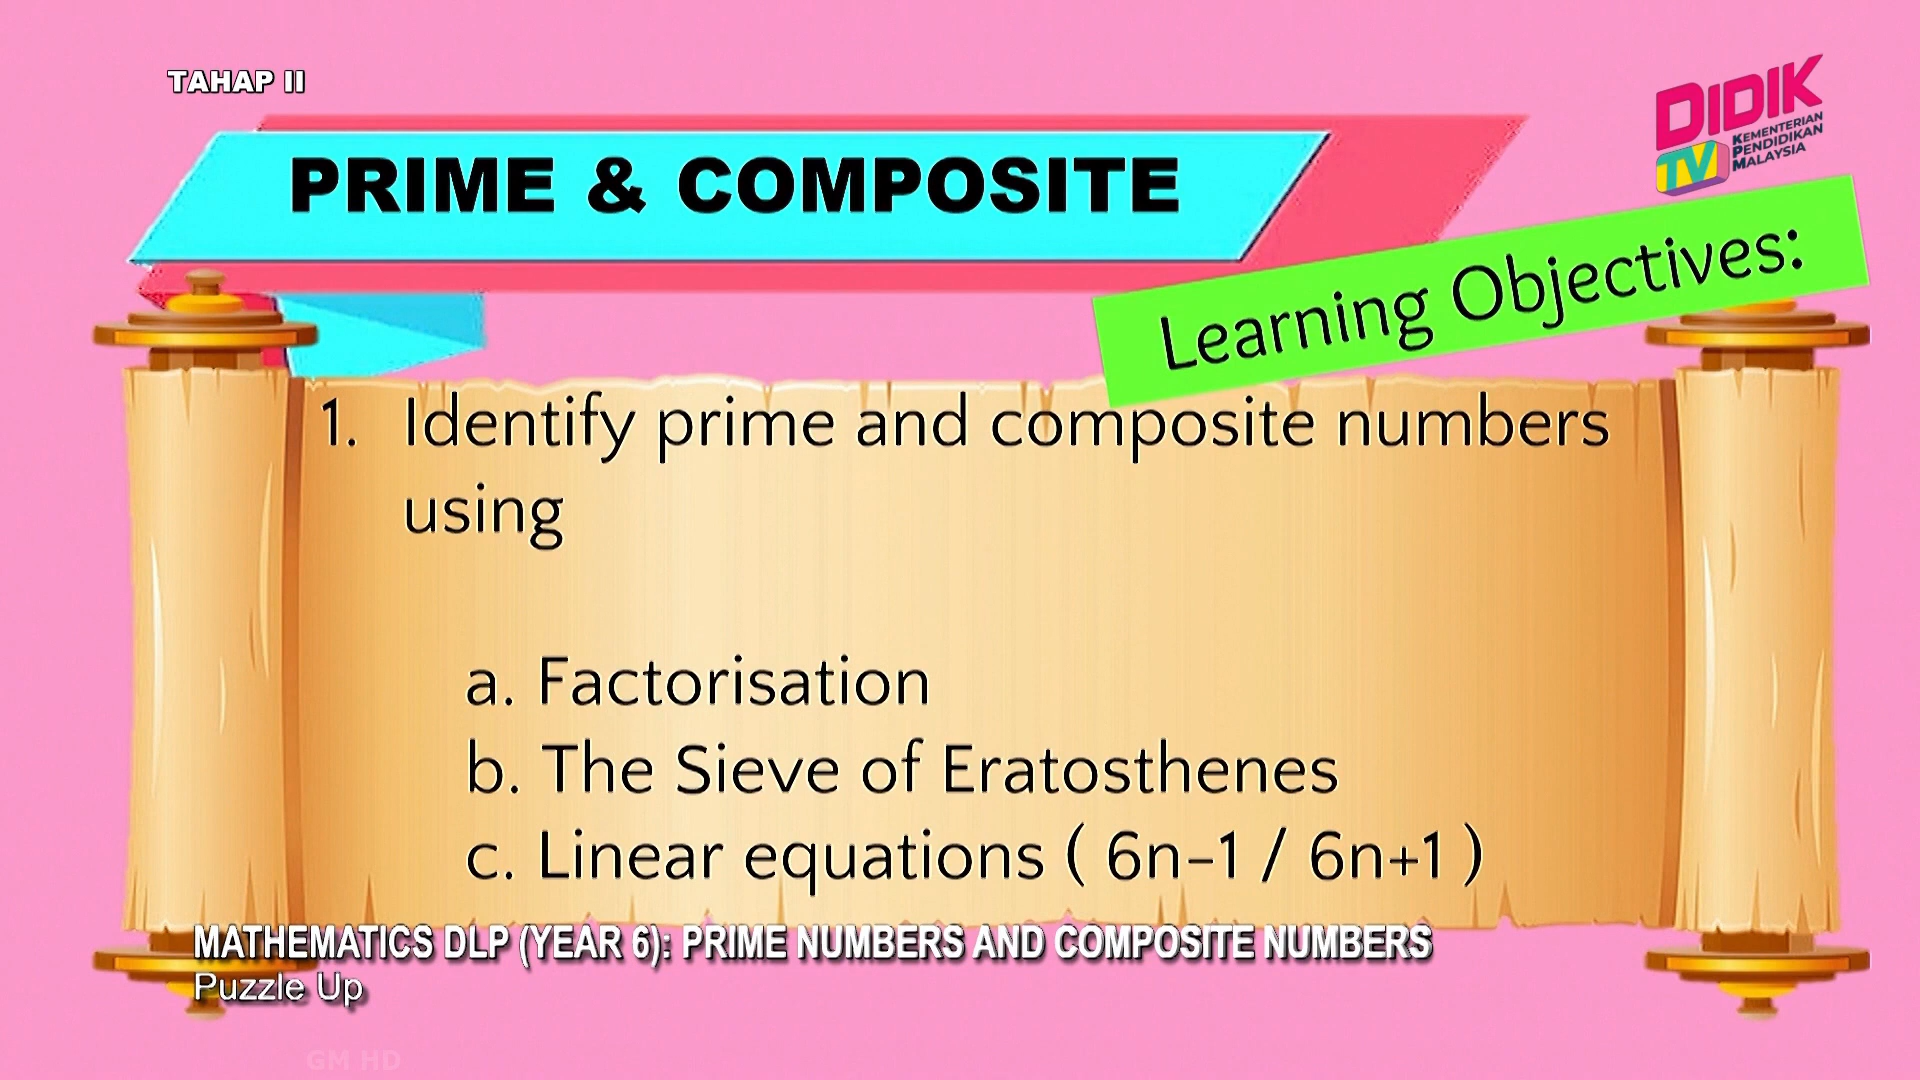 TAHAP II
DIDIK
TV
KEMENTERIAN
PENDIDIKAN
MALAYSIA
PRIME & COMPOSITE
Learning Objectives:
1. Identify prime and composite numbers
using
a. Factorisation
b. The Sieve of Eratosthenes
c. Linear equations ( 6n-1 / 6n+1 )
MATHEMATICS DLP (YEAR 6): PRIME NUMBERS AND COMPOSITE NUMBERS
Puzzle Up
GM HD